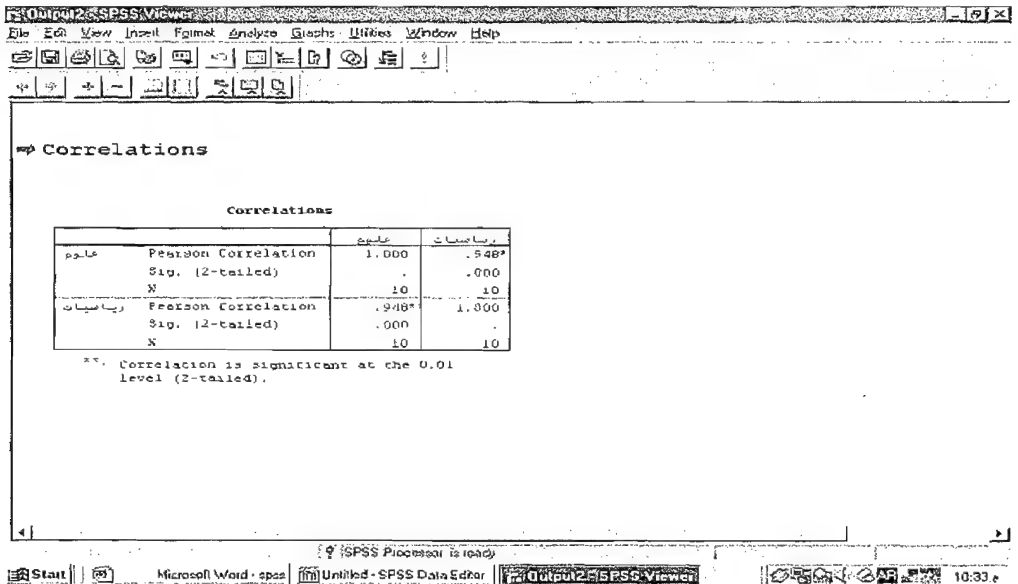 Output2 - SPSS Viewer
File Edit View Insert Format Analyze Graphs Utilities Window Help
Correlations
Correlations
علوم رياضيات
علوم Pearson Correlation 1.000 .948*
Sig. (2-tailed) . .000
N 10 10
رياضيات Pearson Correlation .948* 1.000
Sig. (2-tailed) .000 .
N 10 10
**. Correlation is significant at the 0.01
level (2-tailed).
SPSS Processor is ready
Start Microsoft Word - spss Untitled - SPSS Data Editor Output2 - SPSS Viewer AR 10:33 م